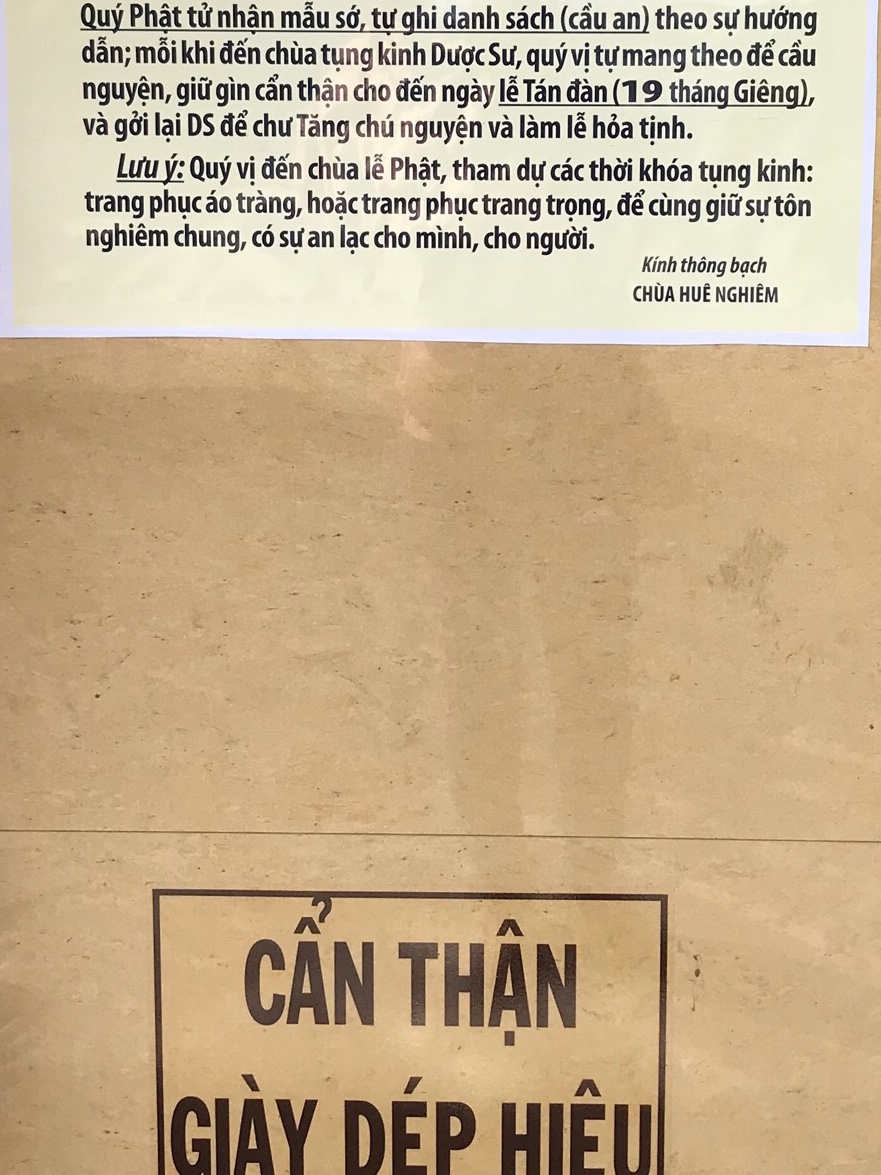 Quý Phật tử nhận mẫu sớ, tự ghi danh sách (cầu an) theo sự hướng
dẫn; mỗi khi đến chùa tụng kinh Dược Sư, quý vị tự mang theo để cầu
nguyện, giữ gìn cẩn thận cho đến ngày lễ Tán đàn (19 tháng Giêng),
và gởi lại DS để chư Tăng chú nguyện và làm lễ hỏa tịnh.
Lưu ý: Quý vị đến chùa lễ Phật, tham dự các thời khóa tụng kinh:
trang phục áo tràng, hoặc trang phục trang trọng, để cùng giữ sự tôn
nghiêm chung, có sự an lạc cho mình, cho người.
Kính thông bạch
CHÙA HUÊ NGHIÊM
CẨN THẬN
GIÀY DÉP HIỆU